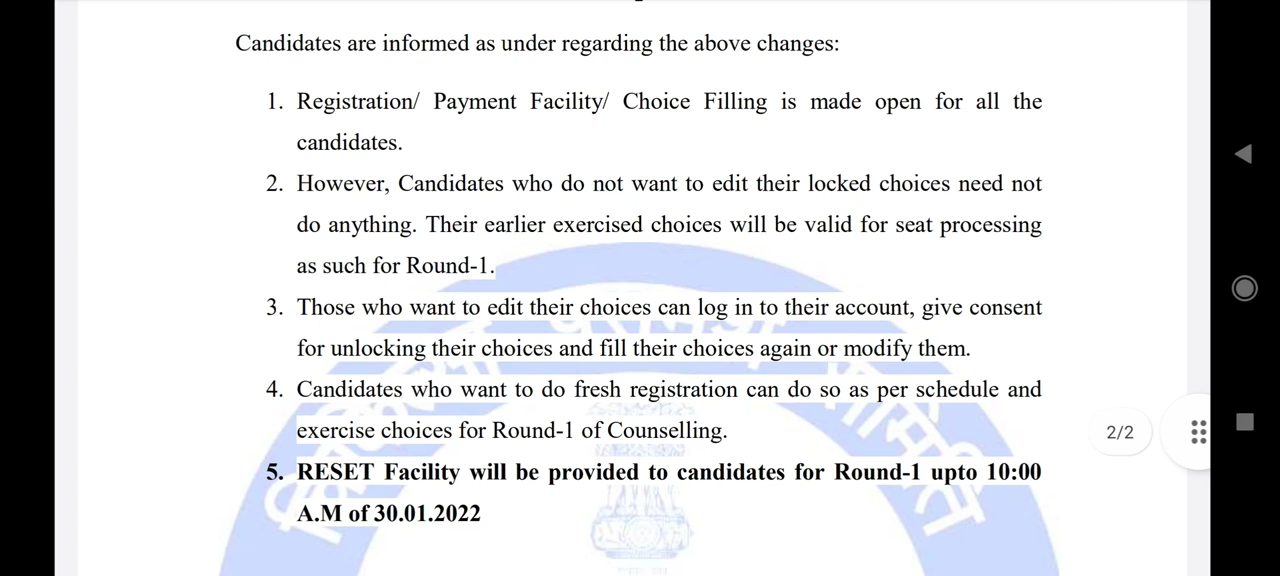 Candidates are informed as under regarding the above changes:
1. Registration/ Payment Facility/ Choice Filling is made open for all the
candidates.
2. However, Candidates who do not want to edit their locked choices need not
do anything. Their earlier exercised choices will be valid for seat processing
as such for Round-1.
3. Those who want to edit their choices can log in to their account, give consent
for unlocking their choices and fill their choices again or modify them.
4. Candidates who want to do fresh registration can do so as per schedule and
exercise choices for Round-1 of Counselling.
2/2
5. RESET Facility will be provided to candidates for Round-1 upto 10:00
A.M of 30.01.2022